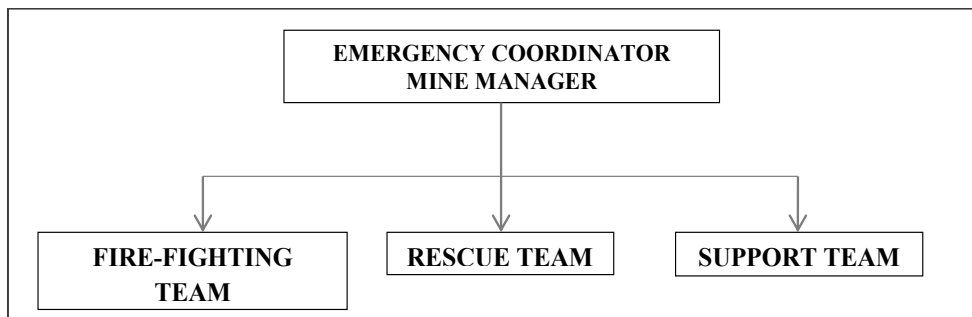 EMERGENCY COORDINATOR
MINE MANAGER
FIRE-FIGHTING
TEAM
RESCUE TEAM
SUPPORT TEAM